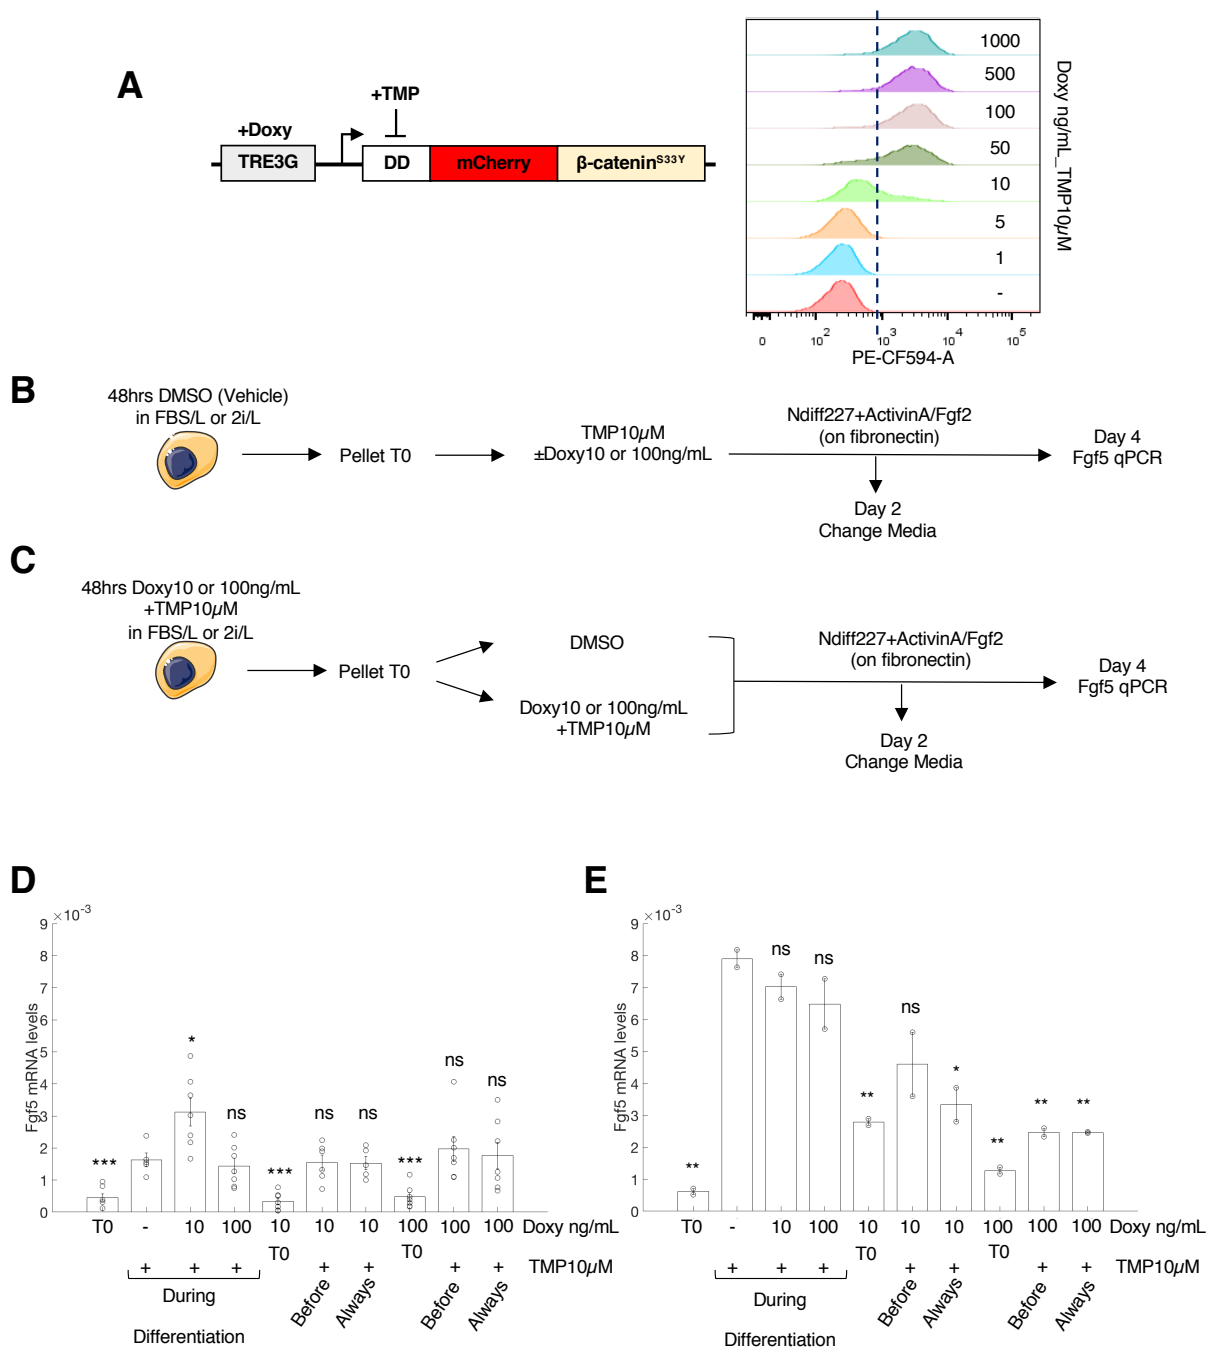 A
+TMP
+Doxy
TRE3G
DD
mCherry
β-catenin^S33Y
1000
500
100
50
10
5
1
-
Doxy ng/mL_TMP10µM
0
10^2
10^3
10^4
10^5
PE-CF594-A
B
48hrs DMSO (Vehicle)
in FBS/L or 2i/L
Pellet T0
TMP10µM
±Doxy10 or 100ng/mL
Ndiff227+ActivinA/Fgf2
(on fibronectin)
Day 2
Change Media
Day 4
Fgf5 qPCR
C
48hrs Doxy10 or 100ng/mL
+TMP10µM
in FBS/L or 2i/L
Pellet T0
DMSO
Doxy10 or 100ng/mL
+TMP10µM
Ndiff227+ActivinA/Fgf2
(on fibronectin)
Day 2
Change Media
Day 4
Fgf5 qPCR
D
×10^-3
9
8
7
6
5
4
3
2
1
0
Fgf5 mRNA levels
*** * ns *** ns ns *** ns ns
T0 - 10 100 10 10 10 100 100 100 Doxy ng/mL
T0 T0
+ + + + + + + TMP10µM
During
Differentiation
Before
Always
Before
Always
E
×10^-3
9
8
7
6
5
4
3
2
1
0
Fgf5 mRNA levels
** ns ns ** ns * ** ** **
T0 - 10 100 10 10 10 100 100 100 Doxy ng/mL
T0 T0
+ + + + + + + TMP10µM
During
Differentiation
Before
Always
Before
Always